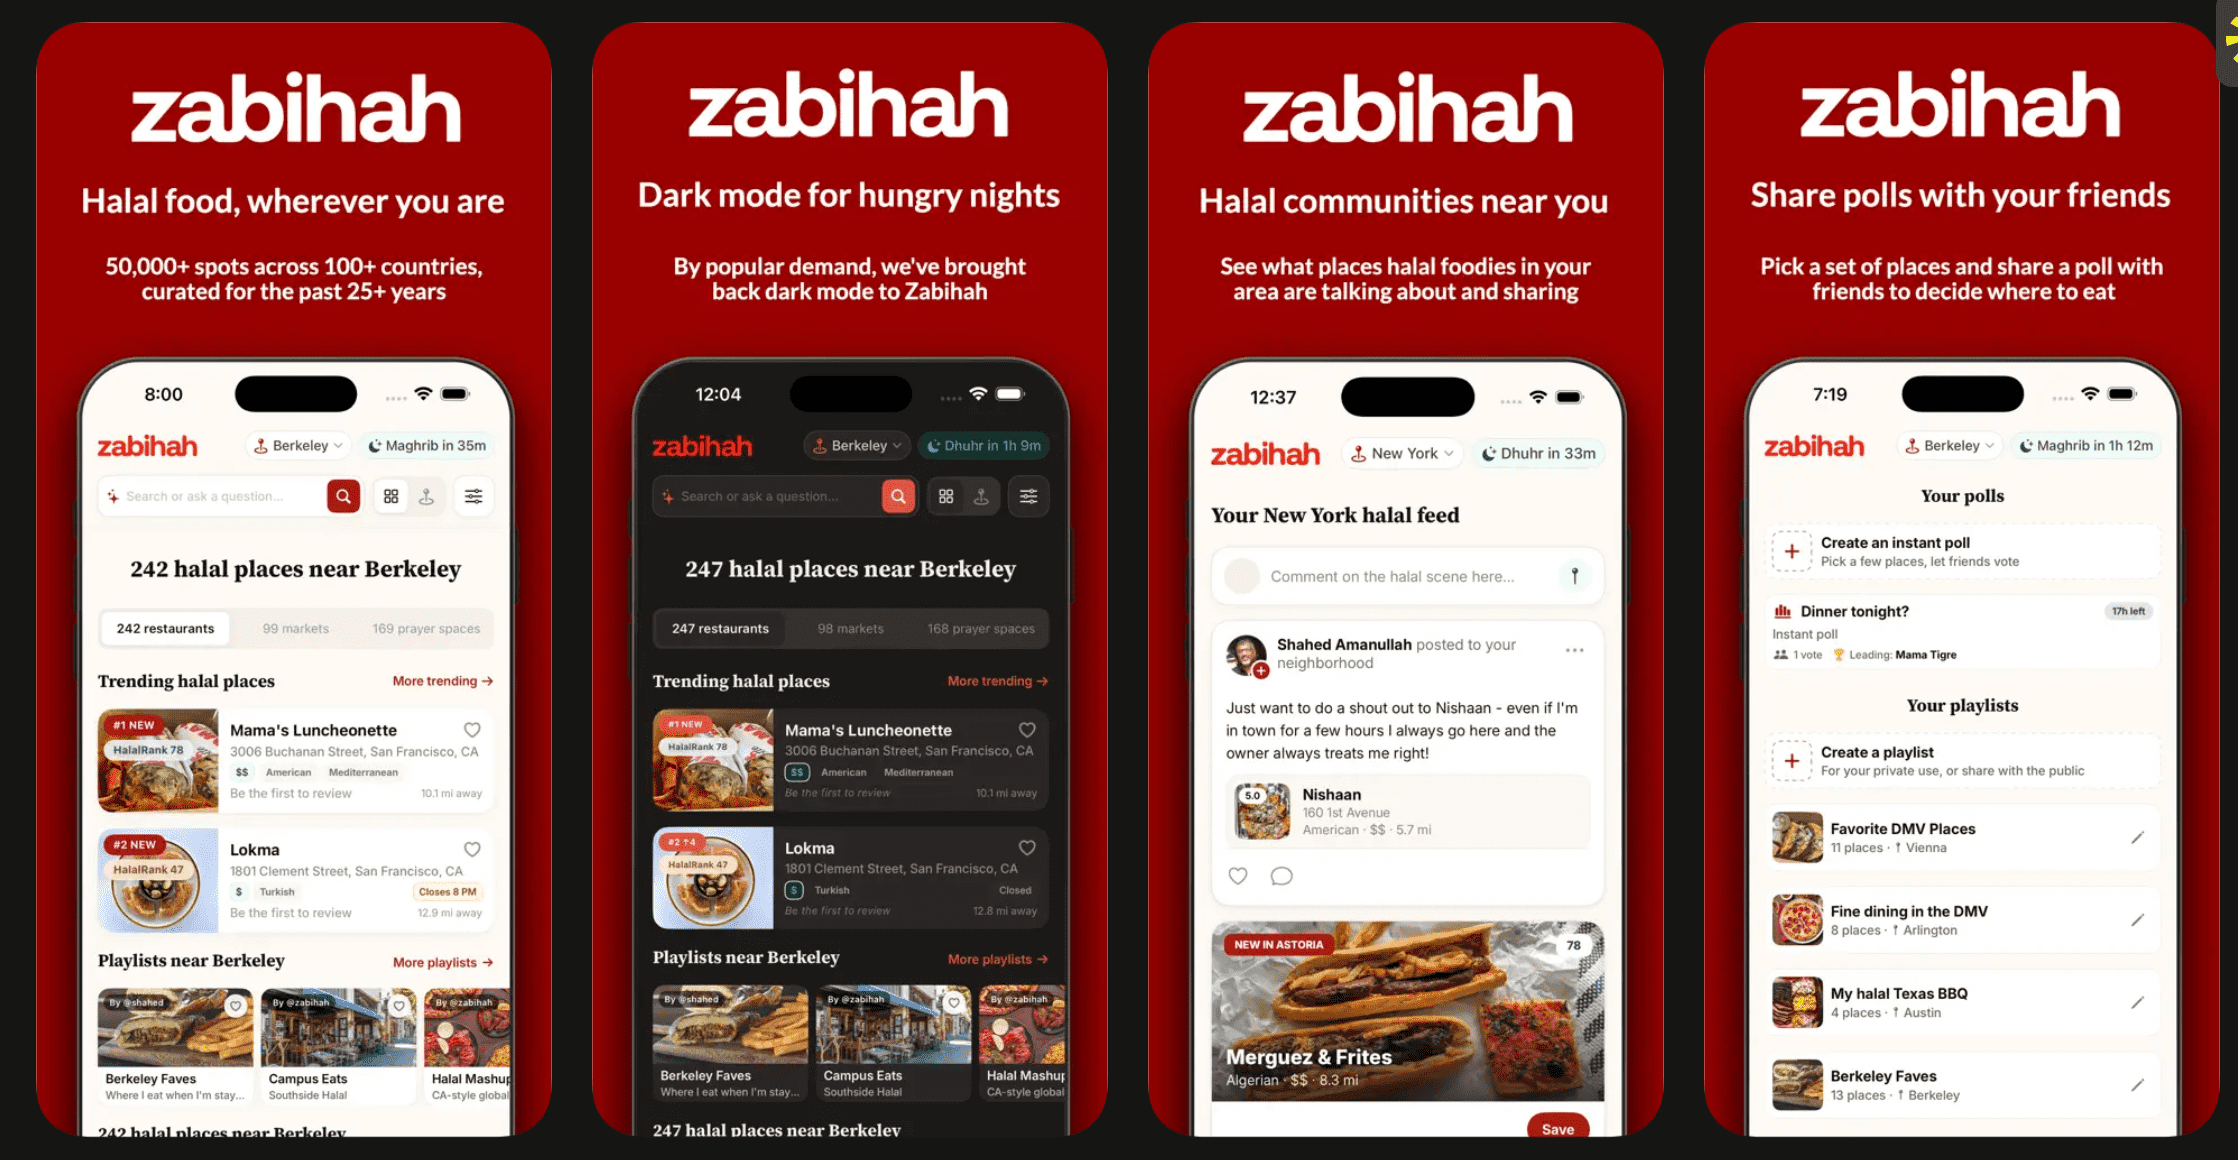 zabihah
Halal food, wherever you are
50,000+ spots across 100+ countries,
curated for the past 25+ years
8:00
zabihah
Berkeley
Maghrib in 35m
Search or ask a question...
242 halal places near Berkeley
242 restaurants
99 markets
169 prayer spaces
Trending halal places
More trending →
#1 NEW
HalalRank 78
Mama's Luncheonette
3006 Buchanan Street, San Francisco, CA
$$ American Mediterranean
Be the first to review
10.1 mi away
#2 NEW
HalalRank 47
Lokma
1801 Clement Street, San Francisco, CA
$ Turkish
Closes 8 PM
Be the first to review
12.9 mi away
Playlists near Berkeley
More playlists →
By @shahed
Berkeley Faves
Where I eat when I'm stay...
By @zabihah
Campus Eats
Southside Halal
By @zabihah
Halal Mashup
CA-style global
242 halal places near Berkeley
zabihah
Dark mode for hungry nights
By popular demand, we've brought
back dark mode to Zabihah
12:04
zabihah
Berkeley
Dhuhr in 1h 9m
Search or ask a question...
247 halal places near Berkeley
247 restaurants
98 markets
168 prayer spaces
Trending halal places
More trending →
#1 NEW
HalalRank 78
Mama's Luncheonette
3006 Buchanan Street, San Francisco, CA
$$ American Mediterranean
Be the first to review
10.1 mi away
#2 ↑4
HalalRank 47
Lokma
1801 Clement Street, San Francisco, CA
$ Turkish
Closed
Be the first to review
12.8 mi away
Playlists near Berkeley
More playlists →
By @shahed
Berkeley Faves
Where I eat when I'm stay...
By @zabihah
Campus Eats
Southside Halal
By @zabihah
Halal Mashup
CA-style global
247 halal places near Berkeley
zabihah
Halal communities near you
See what places halal foodies in your
area are talking about and sharing
12:37
zabihah
New York
Dhuhr in 33m
Your New York halal feed
Comment on the halal scene here...
Shahed Amanullah posted to your
neighborhood
Just want to do a shout out to Nishaan - even if I'm
in town for a few hours I always go here and the
owner always treats me right!
5.0
Nishaan
160 1st Avenue
American · $$ · 5.7 mi
NEW IN ASTORIA
78
Merguez & Frites
Algerian · $$ · 8.3 mi
Save
zabihah
Share polls with your friends
Pick a set of places and share a poll with
friends to decide where to eat
7:19
zabihah
Berkeley
Maghrib in 1h 12m
Your polls
Create an instant poll
Pick a few places, let friends vote
Dinner tonight?
17h left
Instant poll
1 vote
Leading: Mama Tigre
Your playlists
Create a playlist
For your private use, or share with the public
Favorite DMV Places
11 places · Vienna
Fine dining in the DMV
8 places · Arlington
My halal Texas BBQ
4 places · Austin
Berkeley Faves
13 places · Berkeley